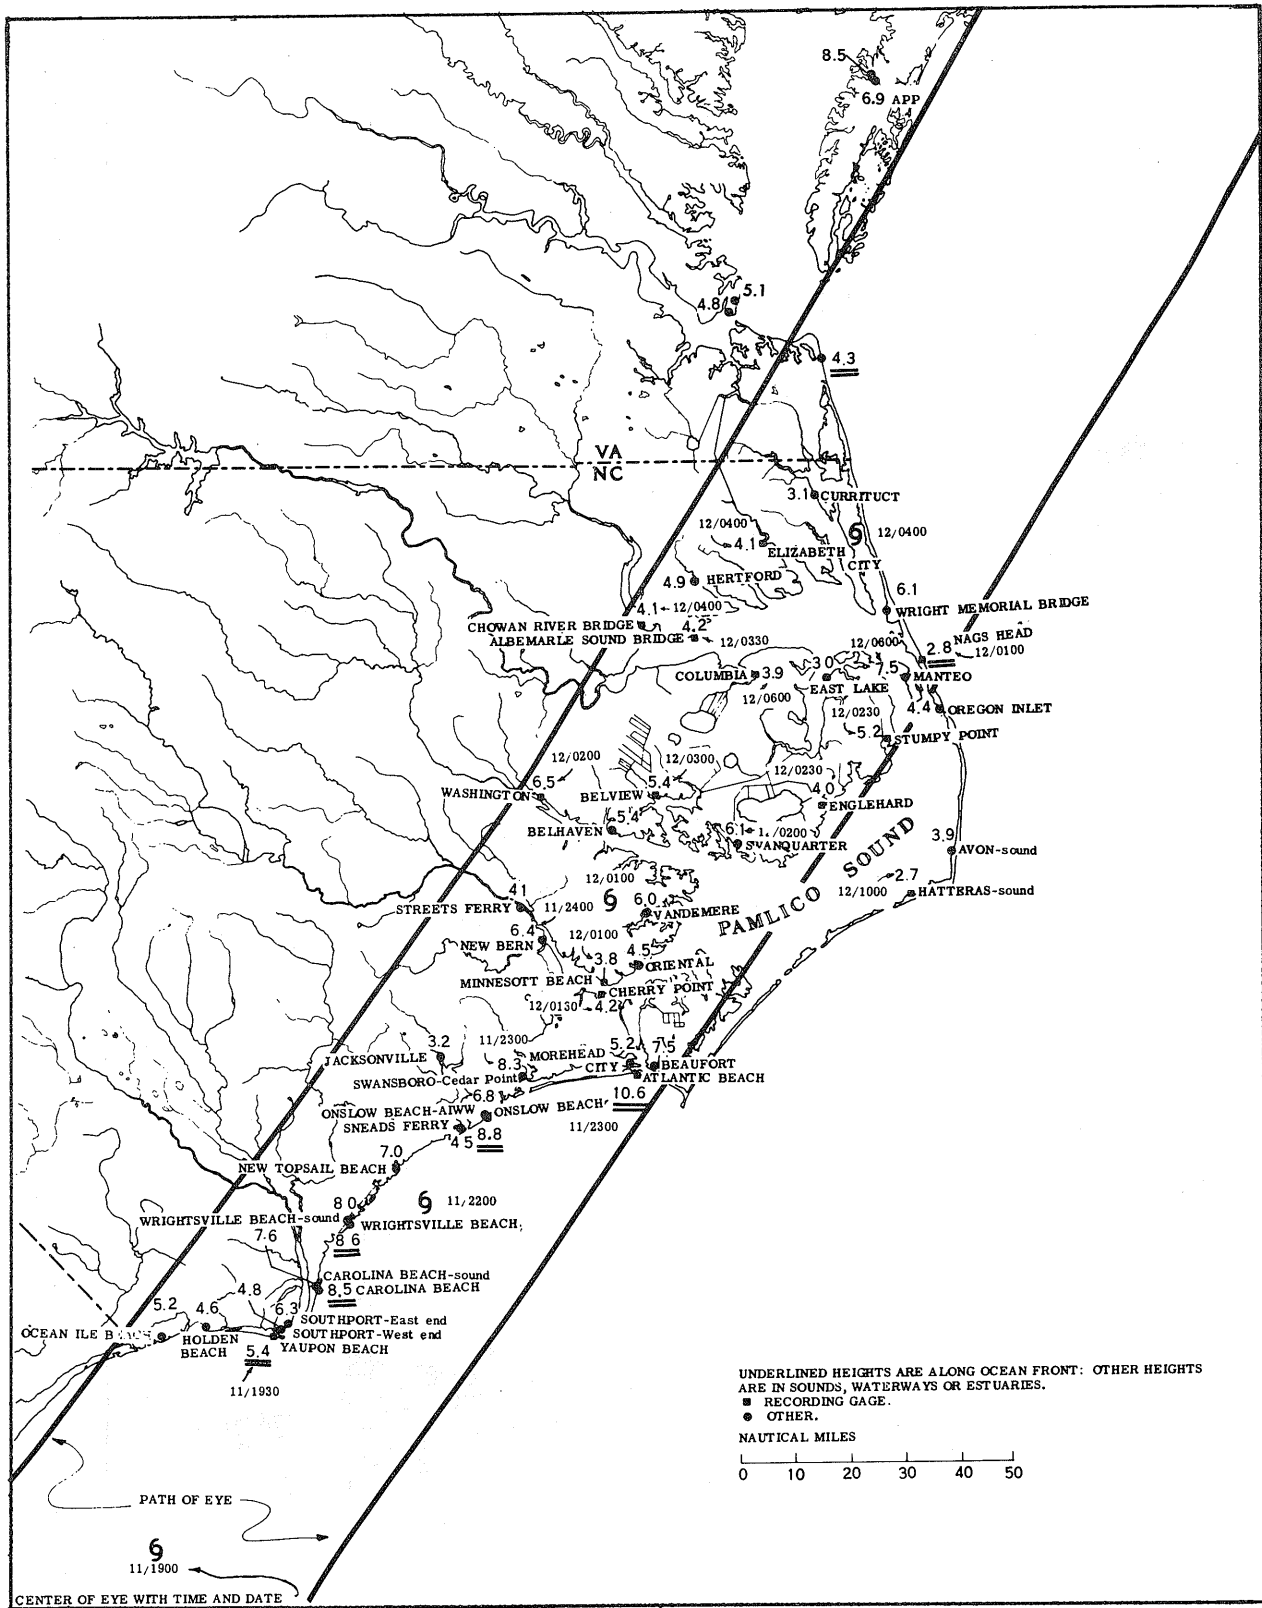 8.5
6.9 APP
5.1
4.8
4.3
VA
NC
3.1 CURRITUCT
12/0400
4.1
ELIZABETH
CITY
12/0400
4.9 HERTFORD
6.1
WRIGHT MEMORIAL BRIDGE
4.1 12/0400
CHOWAN RIVER BRIDGE
4.2
ALBEMARLE SOUND BRIDGE
12/0330
12/0600
NAGS HEAD
2.8
12/0100
COLUMBIA 3.9
12/0600
30
EAST LAKE
7.5
MANTEO
4.4 OREGON INLET
12/0230
5.2
STUMPY POINT
12/0200
6.5
WASHINGTON
12/0300
5.4
BELVIEW
12/0230
40
ENGLEHARD
5.4
BELHAVEN
6.1
SVANQUARTER
PAMLICO SOUND
3.9
AVON-sound
2.7
12/1000
HATTERAS-sound
12/0100
41
STREETS FERRY
11/2400
6.0
VANDEMERE
6.4
NEW BERN
12/0100
3.8
MINNESOTT BEACH
4.5
ORIENTAL
CHERRY POINT
12/0130 4.2
3.2
JACKSONVILLE
11/2300
8.3
SWANSBORO-Cedar Point
MOREHEAD
CITY
5.2
7.5
BEAUFORT
ATLANTIC BEACH
10.6
11/2300
6.8
ONSLOW BEACH-AIWW
ONSLOW BEACH
SNEADS FERRY
4 5
8.8
7.0
NEW TOPSAIL BEACH
11/2200
8 0
WRIGHTSVILLE BEACH-sound
WRIGHTSVILLE BEACH
8 6
7.6
CAROLINA BEACH-sound
8.5 CAROLINA BEACH
5.2
4.6
4.8
6.3
SOUTHPORT-East end
SOUTHPORT-West end
OCEAN ILE
HOLDEN
BEACH
YAUPON BEACH
5.4
11/1930
UNDERLINED HEIGHTS ARE ALONG OCEAN FRONT: OTHER HEIGHTS
ARE IN SOUNDS, WATERWAYS OR ESTUARIES.
RECORDING GAGE.
OTHER.
NAUTICAL MILES
0 10 20 30 40 50
PATH OF EYE
11/1900
CENTER OF EYE WITH TIME AND DATE